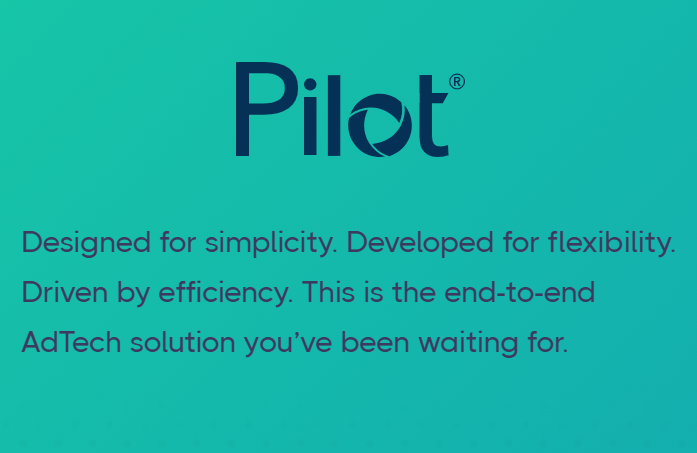 Pilot®
Designed for simplicity. Developed for flexibility.
Driven by efficiency. This is the end-to-end
AdTech solution you’ve been waiting for.